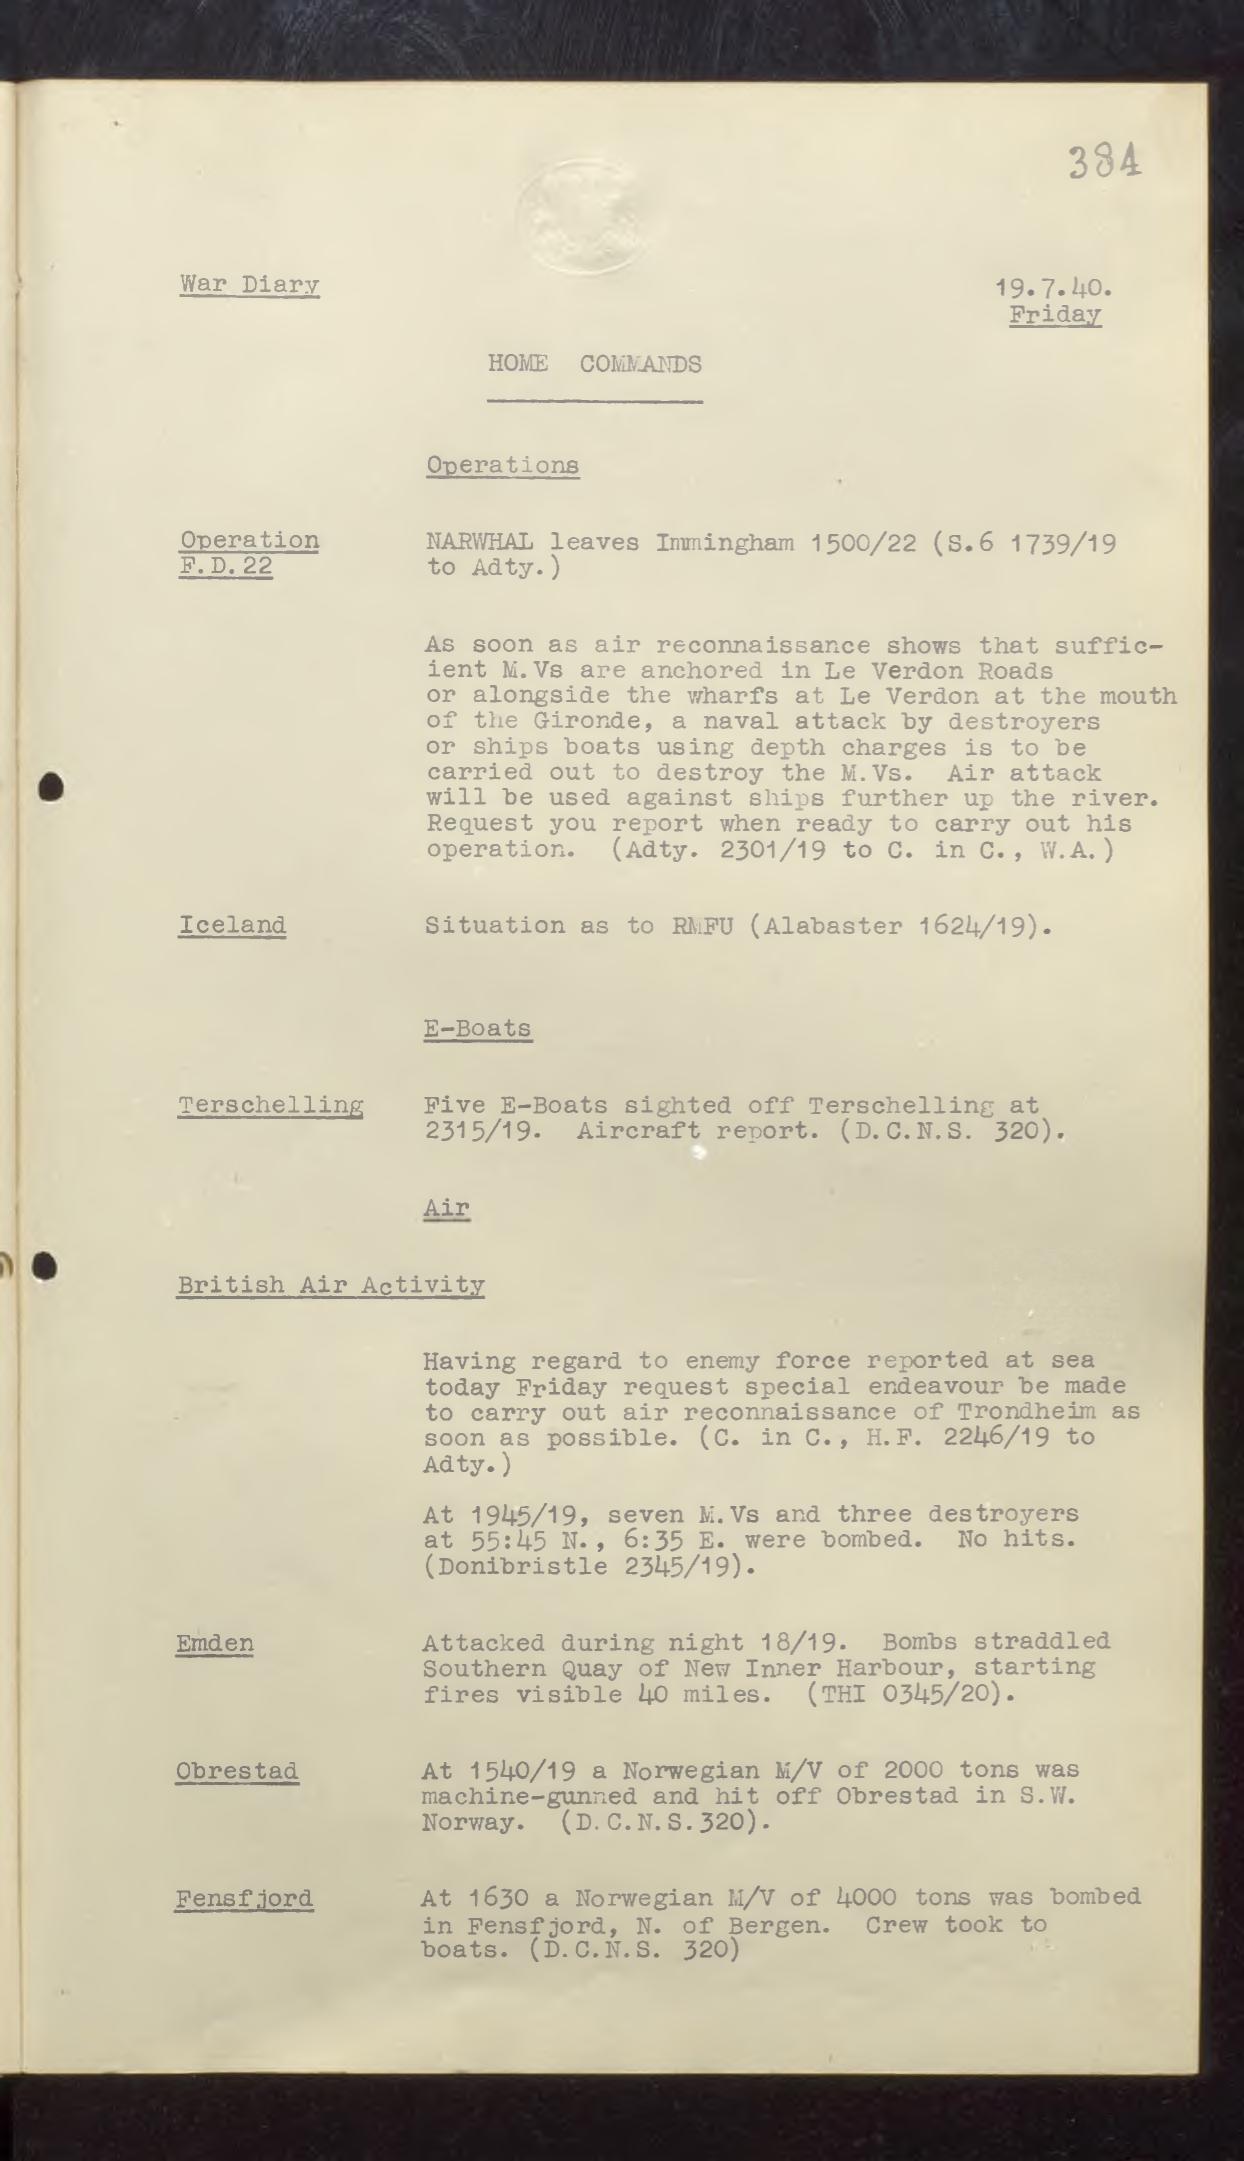 384
War Diary
19.7.40.
Friday
HOME COMMANDS
Operations
Operation
F.D.22
NARWHAL leaves Immingham 1500/22 (S.6 1739/19
to Adty.)
As soon as air reconnaissance shows that suffic-
ient M.Vs are anchored in Le Verdon Roads
or alongside the wharfs at Le Verdon at the mouth
of the Gironde, a naval attack by destroyers
or ships boats using depth charges is to be
carried out to destroy the M.Vs. Air attack
will be used against ships further up the river.
Request you report when ready to carry out his
operation. (Adty. 2301/19 to C. in C., W.A.)
Iceland
Situation as to RMFU (Alabaster 1624/19).
E-Boats
Terschelling
Five E-Boats sighted off Terschelling at
2315/19. Aircraft report. (D.C.N.S. 320).
Air
British Air Activity
Having regard to enemy force reported at sea
today Friday request special endeavour be made
to carry out air reconnaissance of Trondheim as
soon as possible. (C. in C., H.F. 2246/19 to
Adty.)
At 1945/19, seven M.Vs and three destroyers
at 55:45 N., 6:35 E. were bombed. No hits.
(Donibristle 2345/19).
Emden
Attacked during night 18/19. Bombs straddled
Southern Quay of New Inner Harbour, starting
fires visible 40 miles. (THI 0345/20).
Obrestad
At 1540/19 a Norwegian M/V of 2000 tons was
machine-gunned and hit off Obrestad in S.W.
Norway. (D.C.N.S.320).
Fensfjord
At 1630 a Norwegian M/V of 4000 tons was bombed
in Fensfjord, N. of Bergen. Crew took to
boats. (D.C.N.S. 320)